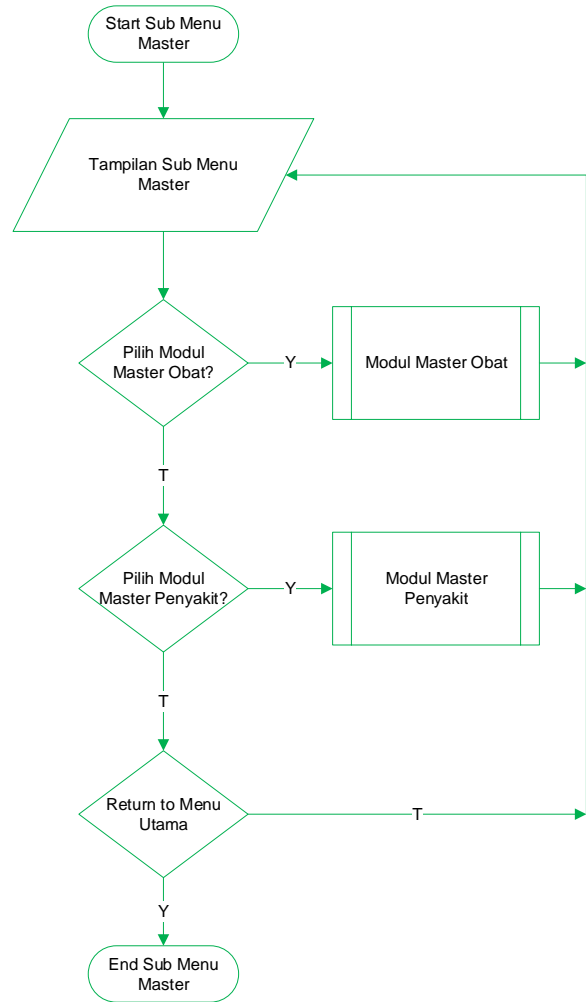 Start Sub Menu
Master
Tampilan Sub Menu
Master
Pilih Modul
Master Obat?
Y
Modul Master Obat
T
Pilih Modul
Master Penyakit?
Y
Modul Master
Penyakit
T
Return to Menu
Utama
T
Y
End Sub Menu
Master